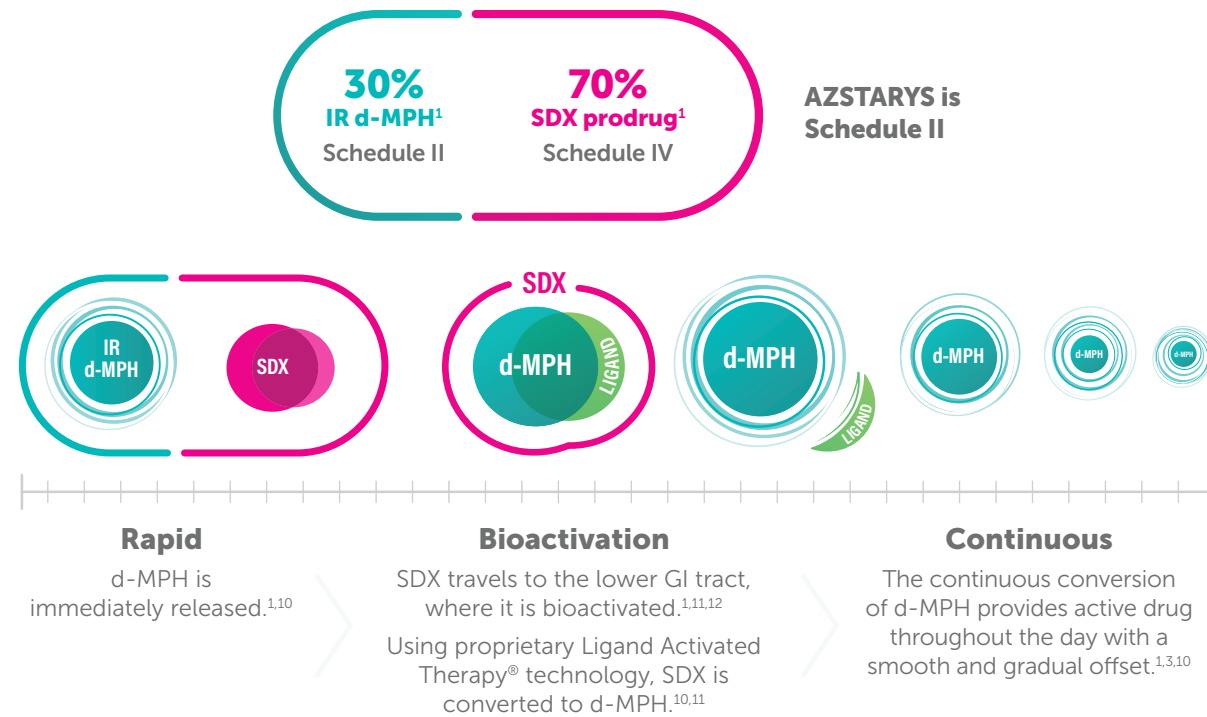 30%
IR d-MPH1
Schedule II
70%
SDX prodrug1
Schedule IV
AZSTARYS is
Schedule II
IR
d-MPH
SDX
SDX
d-MPH
LIGAND
d-MPH
LIGAND
d-MPH
d-MPH
d-MPH
Rapid
d-MPH is
immediately released.1,10
Bioactivation
SDX travels to the lower GI tract,
where it is bioactivated.1,11,12
Using proprietary Ligand Activated
Therapy® technology, SDX is
converted to d-MPH.10,11
Continuous
The continuous conversion
of d-MPH provides active drug
throughout the day with a
smooth and gradual offset.1,3,10